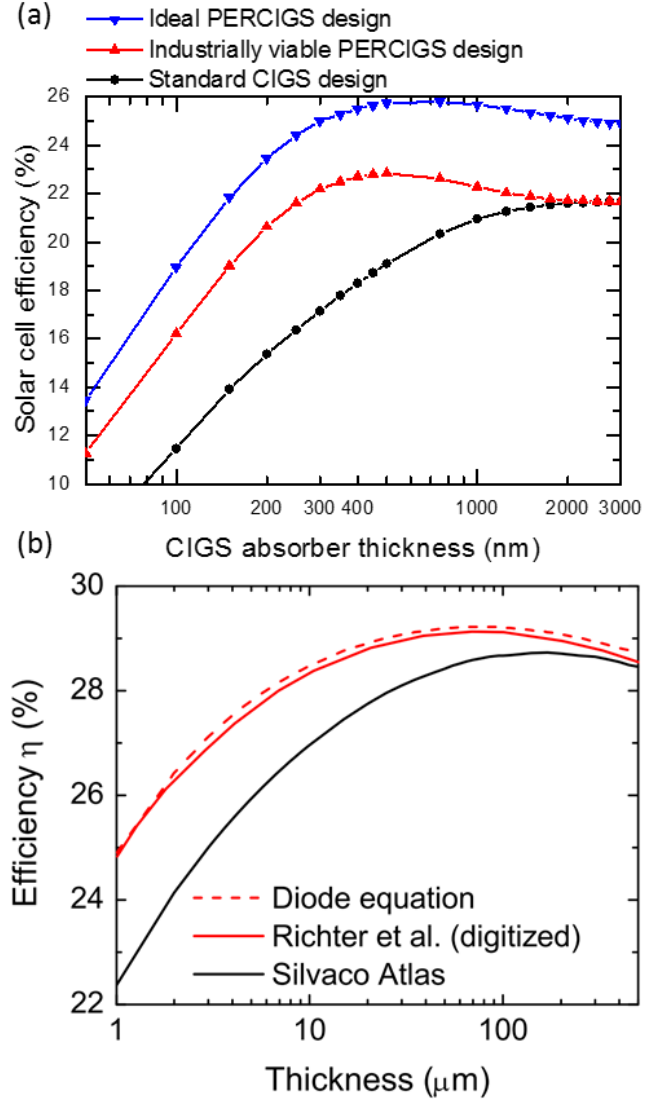 (a)
Ideal PERCIGS design
Industrially viable PERCIGS design
Standard CIGS design
26
24
22
20
18
16
14
12
10
Solar cell efficiency (%)
100 200 300 400 1000 2000 3000
CIGS absorber thickness (nm)
(b)
30
28
26
24
22
Efficiency η (%)
Diode equation
Richter et al. (digitized)
Silvaco Atlas
1 10 100
Thickness (μm)